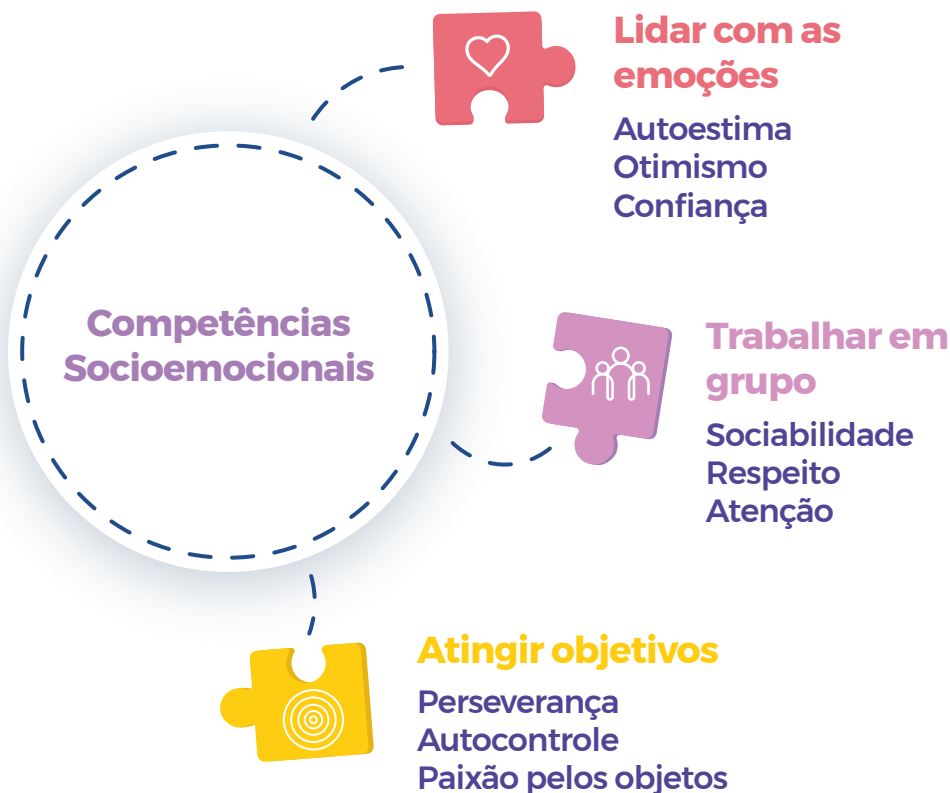 Lidar com as
emoções
Autoestima
Otimismo
Confiança
Competências
Socioemocionais
Trabalhar em
grupo
Sociabilidade
Respeito
Atenção
Atingir objetivos
Perseverança
Autocontrole
Paixão pelos objetos